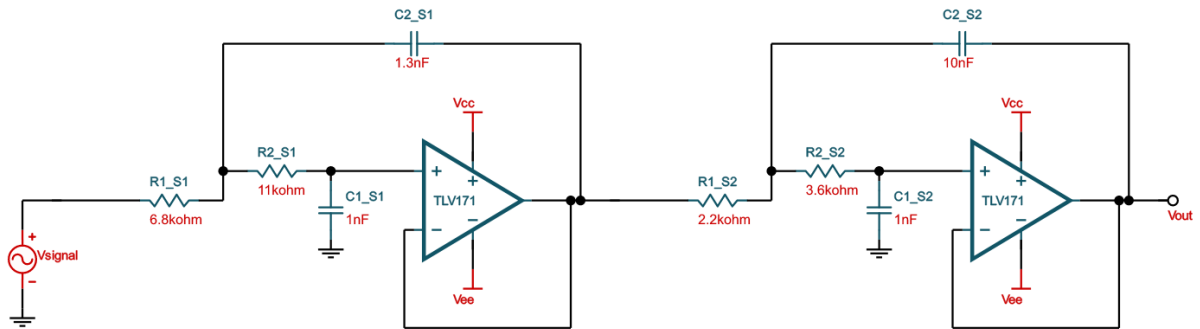 C2_S1
1.3nF
C2_S2
10nF
Vcc
Vcc
R2_S1
11kohm
R2_S2
3.6kohm
+
+
+
+
R1_S1
6.8kohm
C1_S1
1nF
TLV171
R1_S2
2.2kohm
C1_S2
1nF
TLV171
Vout
−
−
−
−
+
Vsignal
−
Vee
Vee